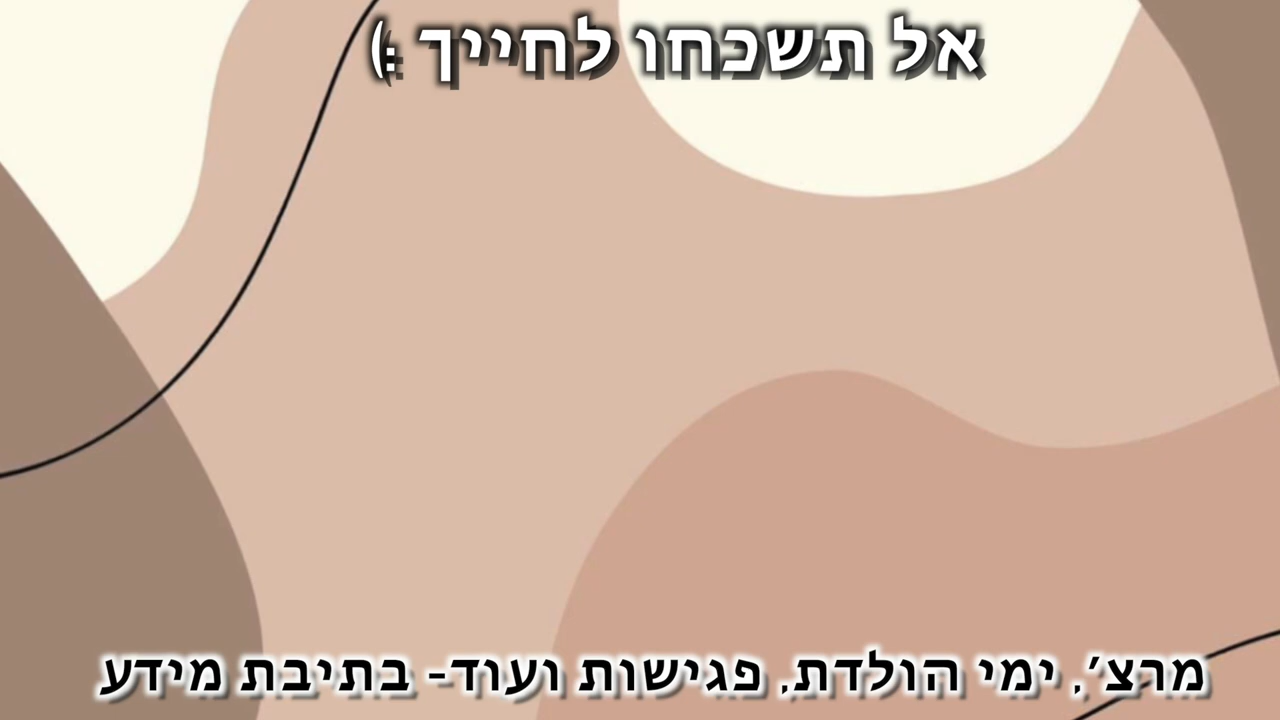 אל תשכחו לחייך :)
מרצ', ימי הולדת, פגישות ועוד- בתיבת מידע